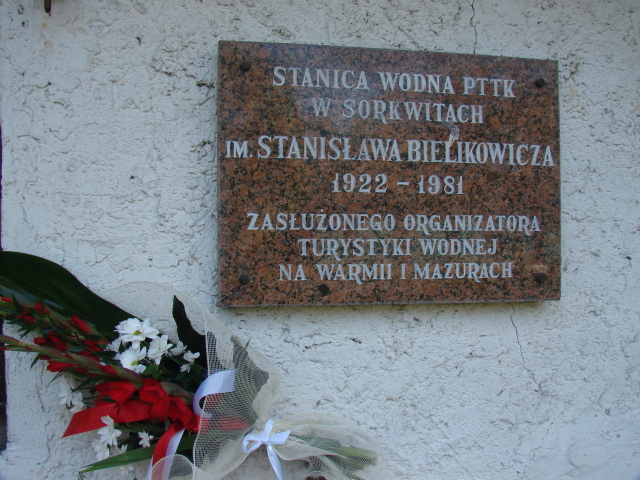 STANICA WODNA PTTK
W SORKWITACH
IM. STANISŁAWA BIELIKOWICZA
1922 – 1981
ZASŁUŻONEGO ORGANIZATORA
TURYSTYKI WODNEJ
NA WARMII I MAZURACH